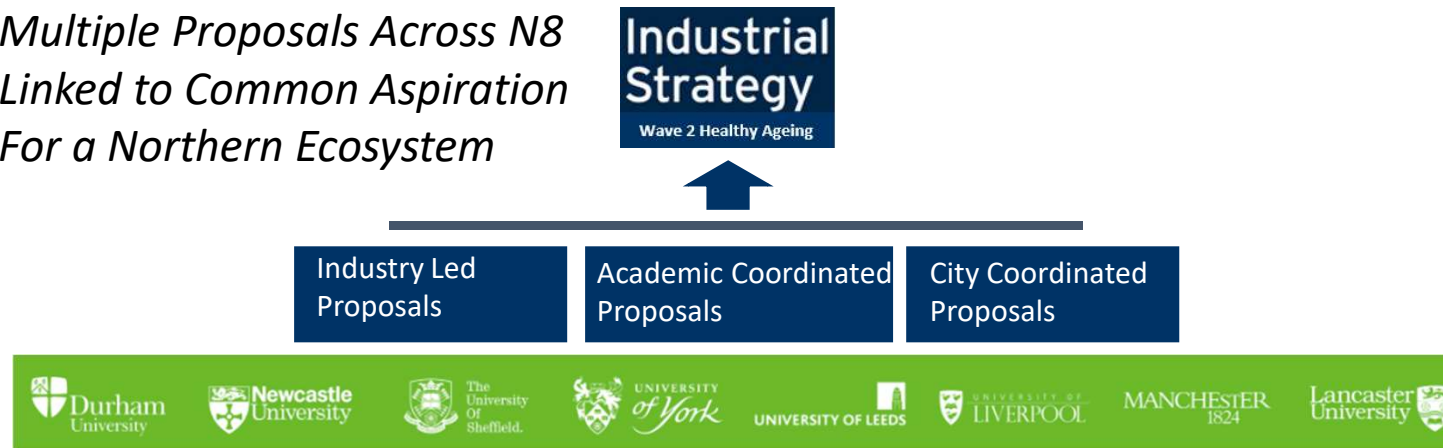 Multiple Proposals Across N8
Linked to Common Aspiration
For a Northern Ecosystem
Industrial
Strategy
Wave 2 Healthy Ageing
Industry Led
Proposals
Academic Coordinated
Proposals
City Coordinated
Proposals
Durham
University
Newcastle
University
The
University
Of
Sheffield.
UNIVERSITY
of York
UNIVERSITY OF LEEDS
UNIVERSITY OF
LIVERPOOL
MANCHESTER
1824
Lancaster
University